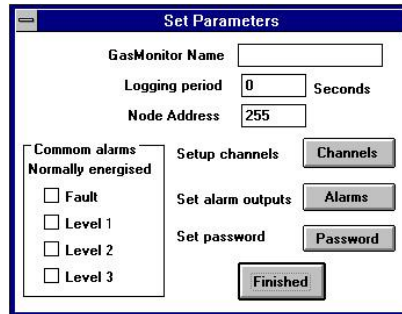 Set Parameters
GasMonitor Name
Logging period 0 Seconds
Node Address 255
Commom alarms
Normally energised
Fault
Level 1
Level 2
Level 3
Setup channels Channels
Set alarm outputs Alarms
Set password Password
Finished